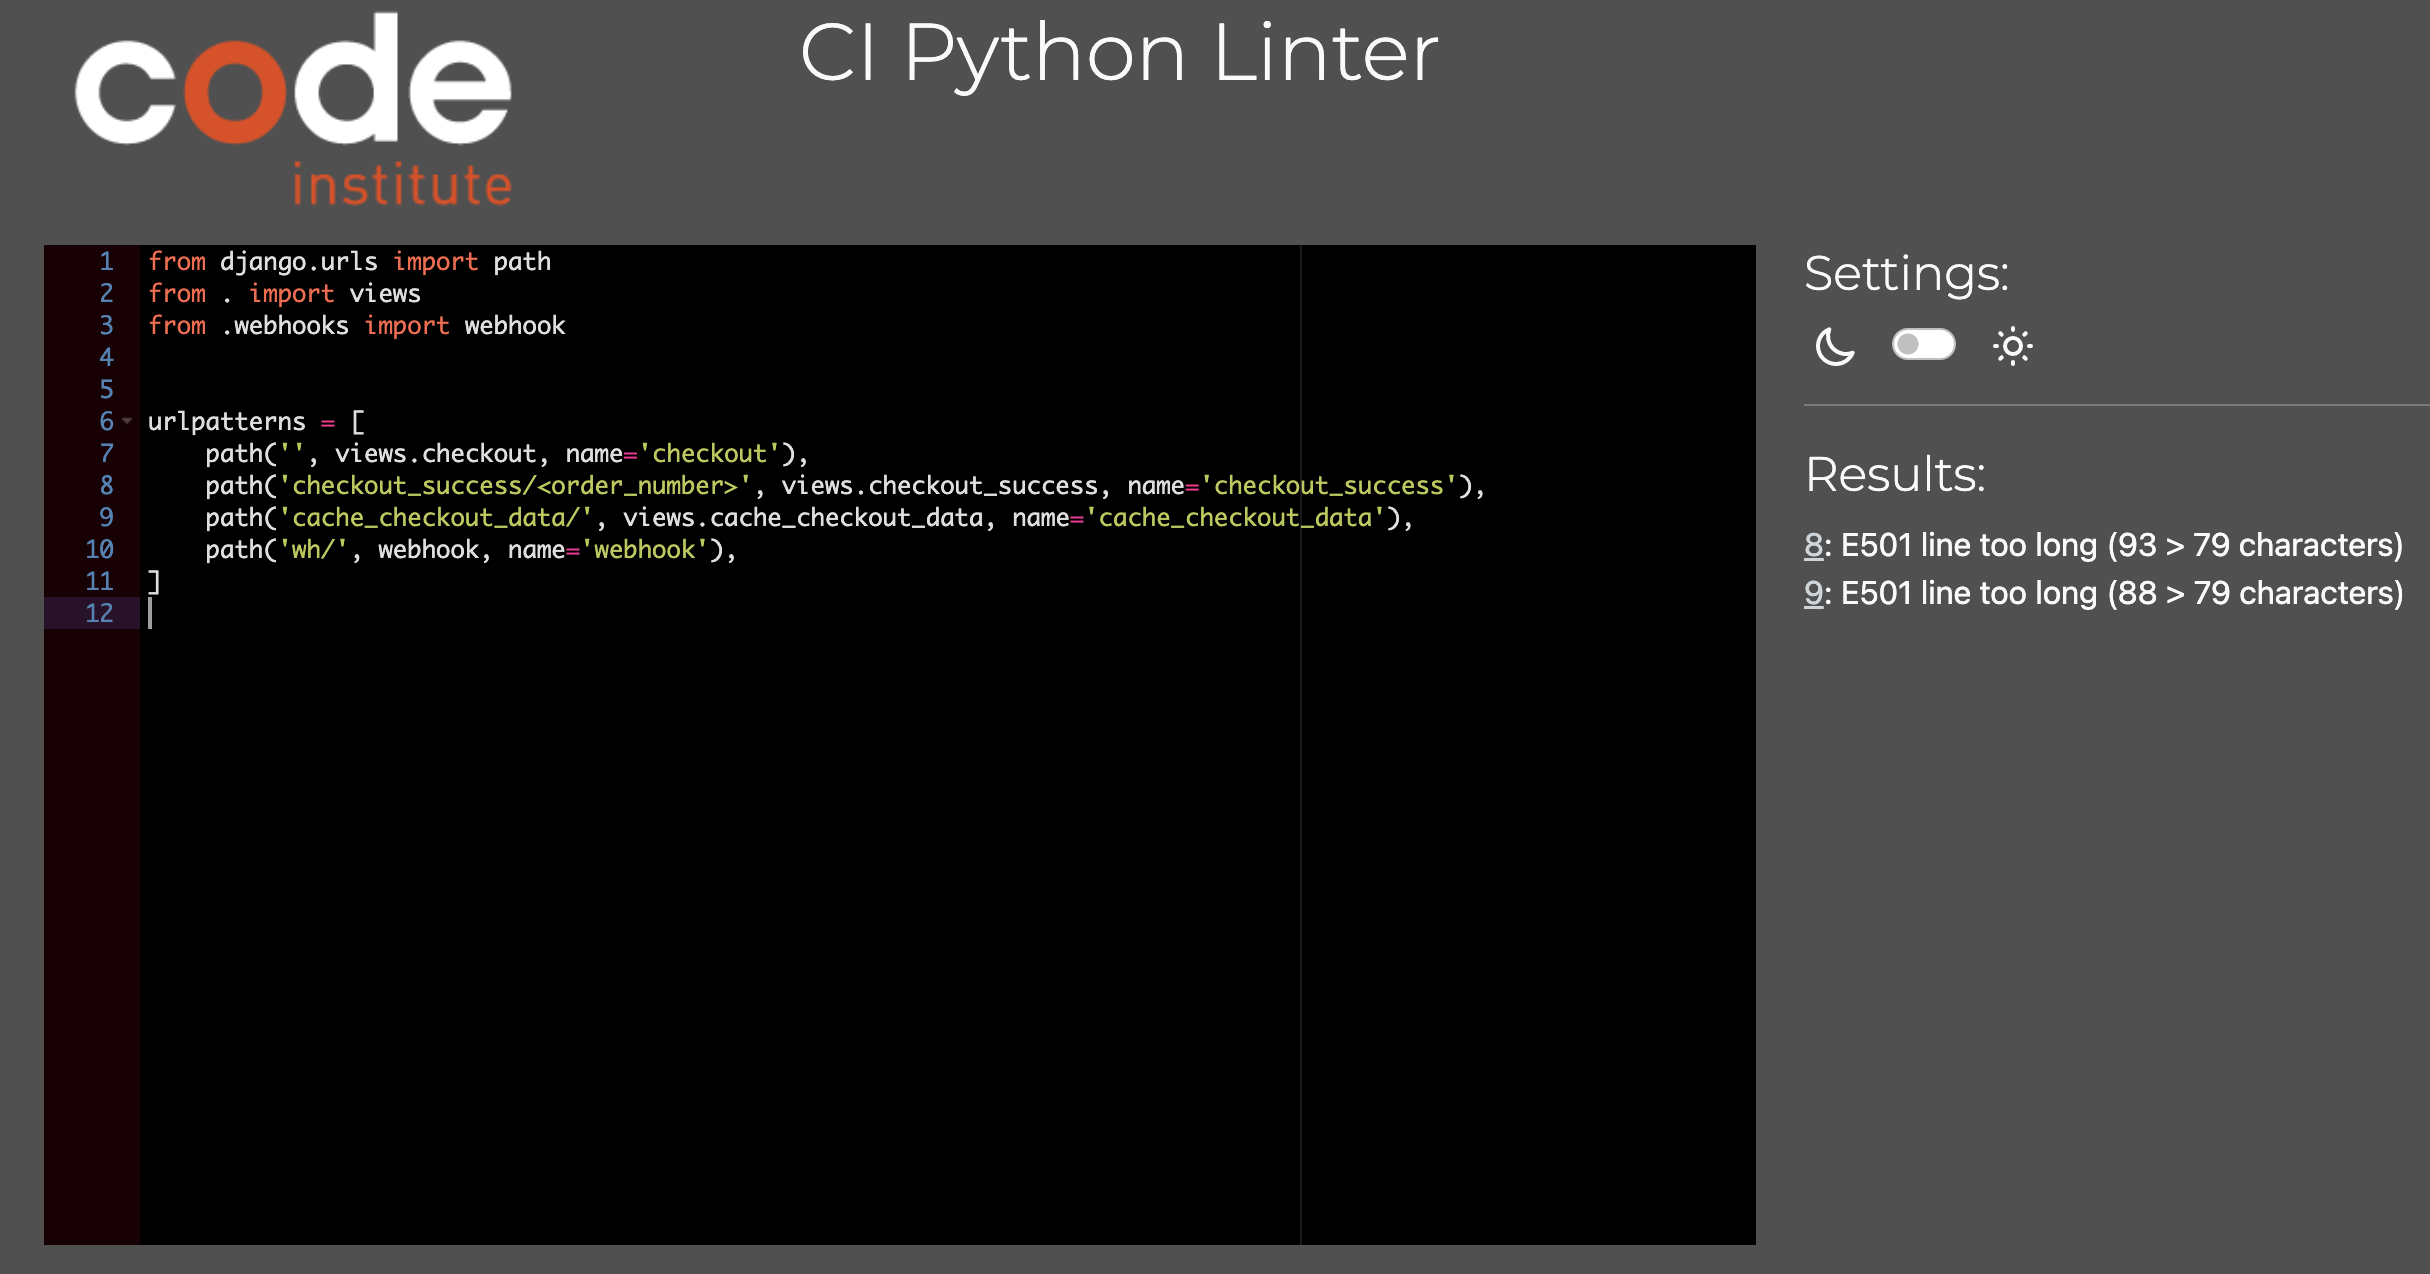 code
institute
CI Python Linter
1 from django.urls import path
2 from . import views
3 from .webhooks import webhook
4
5
6 urlpatterns = [
7     path('', views.checkout, name='checkout'),
8     path('checkout_success/<order_number>', views.checkout_success, name='checkout_success'),
9     path('cache_checkout_data/', views.cache_checkout_data, name='cache_checkout_data'),
10     path('wh/', webhook, name='webhook'),
11 ]
12
Settings:
Results:
8: E501 line too long (93 > 79 characters)
9: E501 line too long (88 > 79 characters)